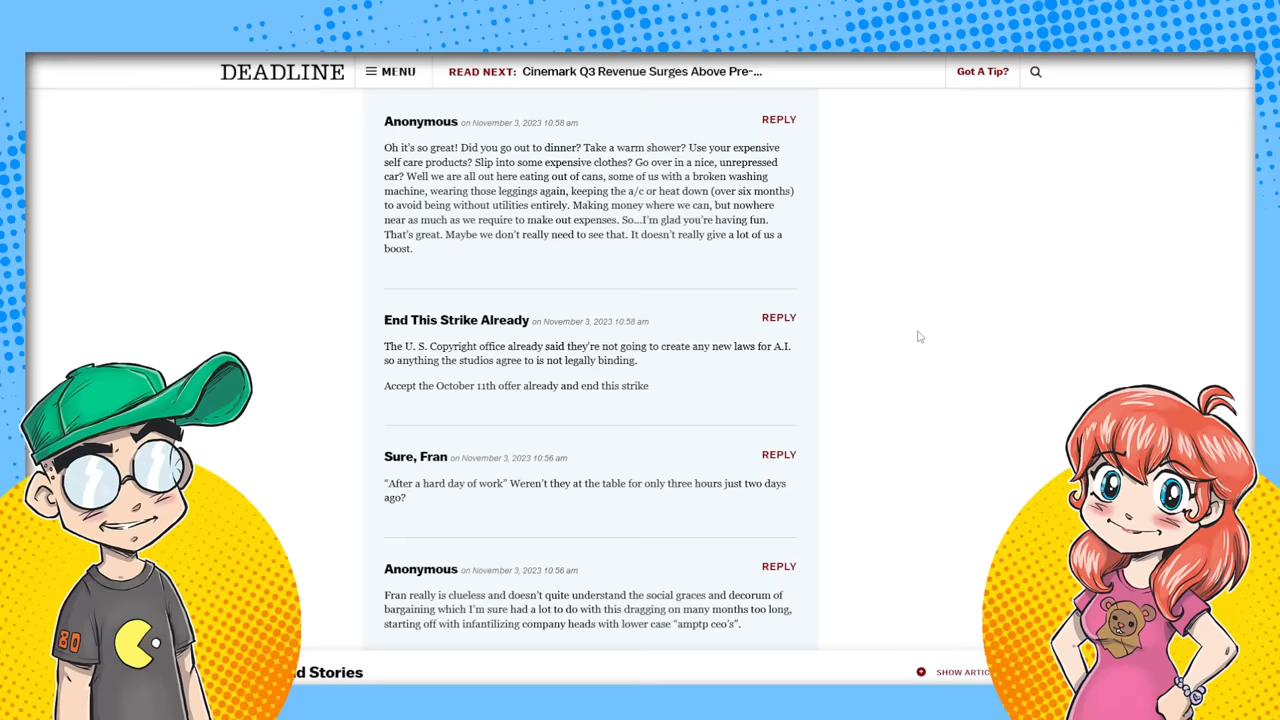 DEADLINE
MENU
READ NEXT: Cinemark Q3 Revenue Surges Above Pre-...
Got A Tip?
Anonymous on November 3, 2023 10:58 am
REPLY
Oh it's so great! Did you go out to dinner? Take a warm shower? Use your expensive
self care products? Slip into some expensive clothes? Go over in a nice, unrepressed
car? Well we are all out here eating out of cans, some of us with a broken washing
machine, wearing those leggings again, keeping the a/c or heat down (over six months)
to avoid being without utilities entirely. Making money where we can, but nowhere
near as much as we require to make out expenses. So...I'm glad you're having fun.
That's great. Maybe we don't really need to see that. It doesn't really give a lot of us a
boost.
End This Strike Already on November 3, 2023 10:58 am
REPLY
The U. S. Copyright office already said they're not going to create any new laws for A.I.
so anything the studios agree to is not legally binding.
Accept the October 11th offer already and end this strike
Sure, Fran on November 3, 2023 10:56 am
REPLY
“After a hard day of work” Weren't they at the table for only three hours just two days
ago?
Anonymous on November 3, 2023 10:56 am
REPLY
Fran really is clueless and doesn't quite understand the social graces and decorum of
bargaining which I'm sure had a lot to do with this dragging on many months too long,
starting off with infantilizing company heads with lower case “amptp ceo's”.
d Stories
SHOW ARTIC
80